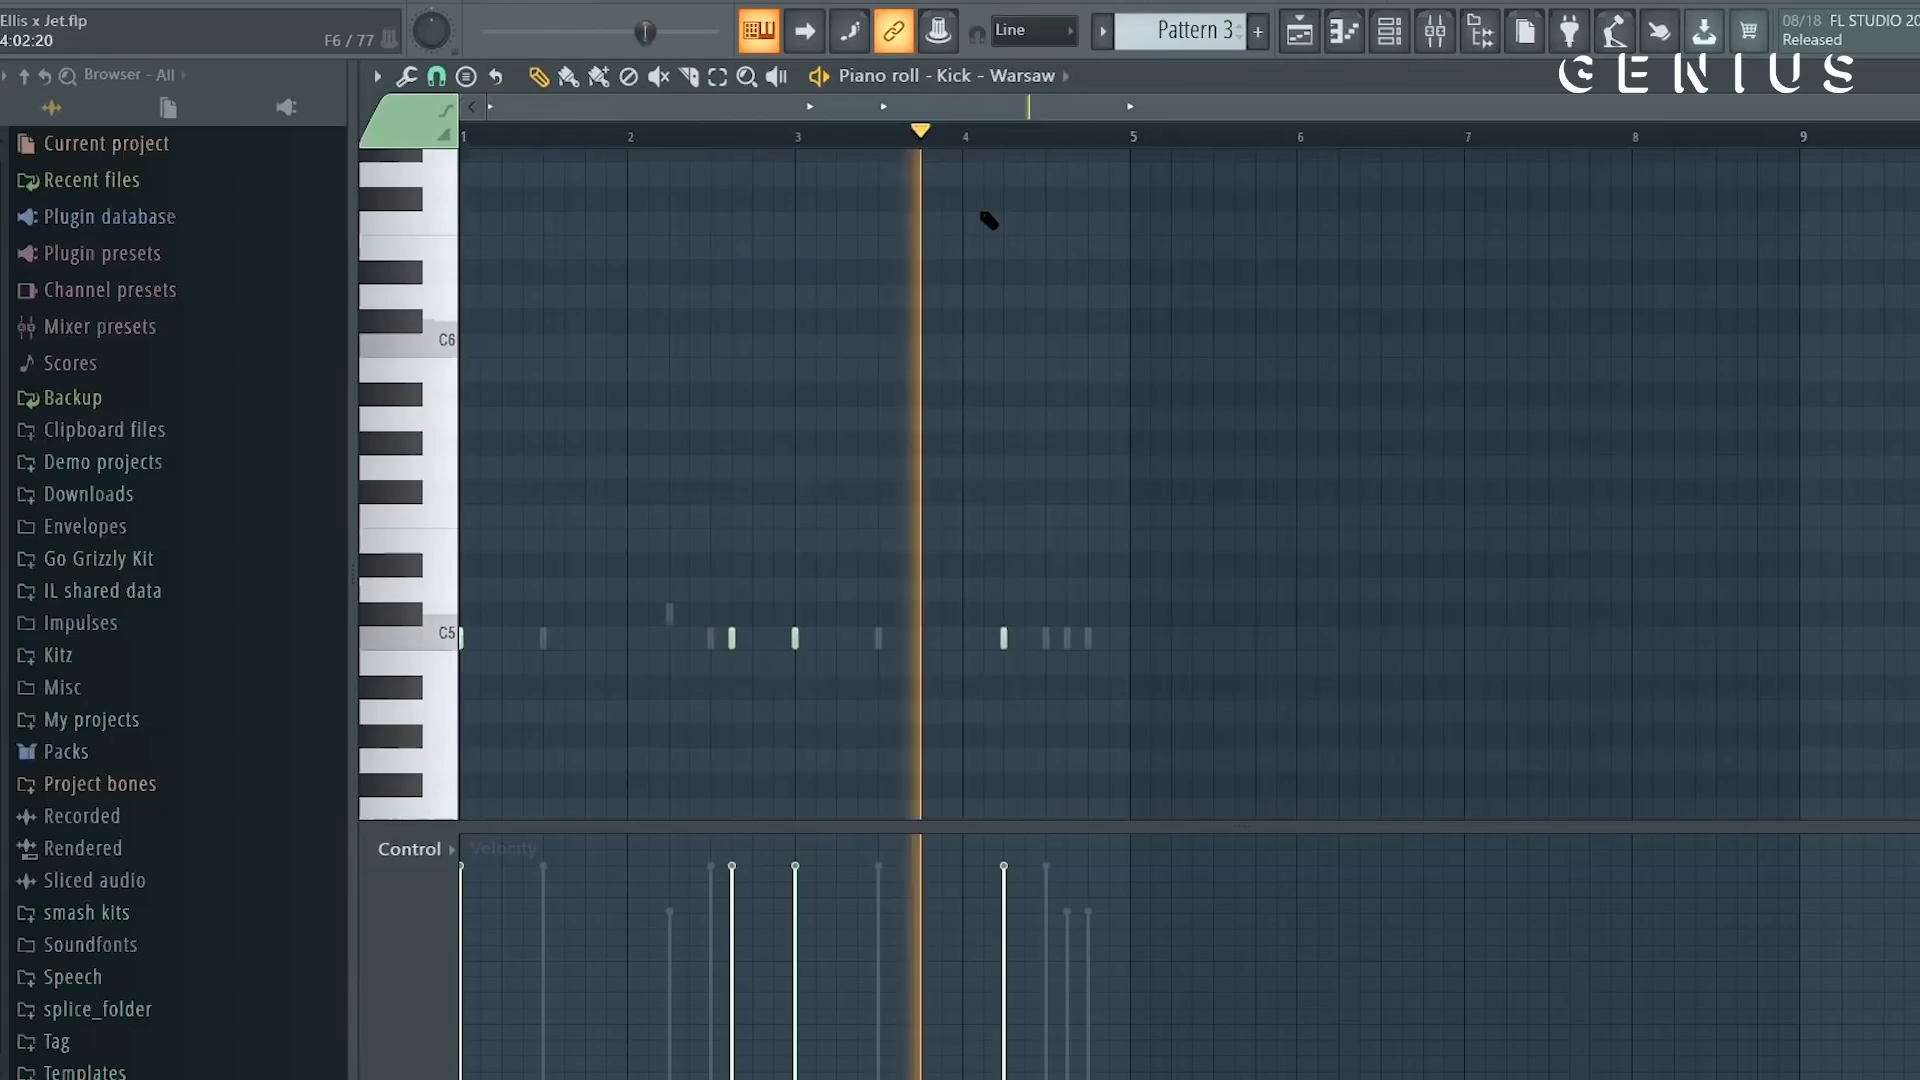 Ellis x Jet.flp
4:02:20
F6 / 77
Line
Pattern 3
+
08/18 FL STUDIO 20
Released
GENIUS
Browser - All
Piano roll - Kick - Warsaw
1 2 3 4 5 6 7 8 9
Current project
Recent files
Plugin database
Plugin presets
Channel presets
Mixer presets
Scores
Backup
Clipboard files
Demo projects
Downloads
Envelopes
Go Grizzly Kit
IL shared data
Impulses
Kitz
Misc
My projects
Packs
Project bones
Recorded
Rendered
Sliced audio
smash kits
Soundfonts
Speech
splice_folder
Tag
Templates
C6
C5
Control
Velocity